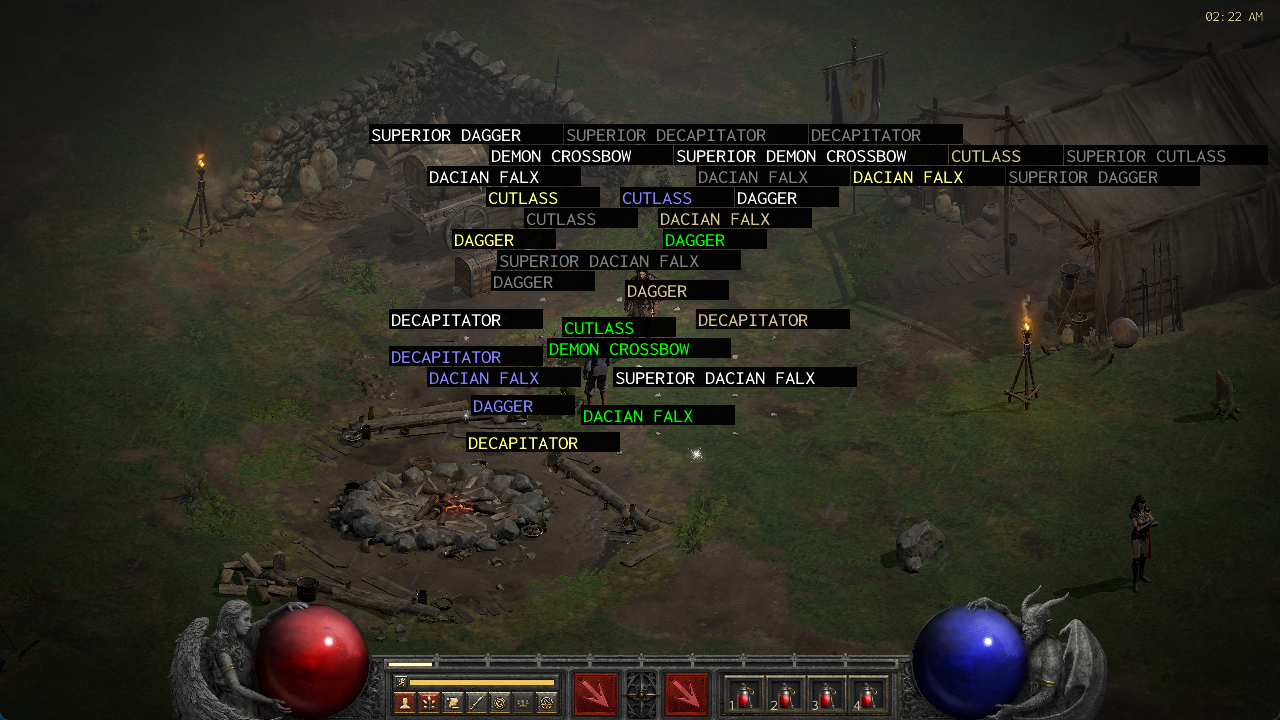 02:22 AM
SUPERIOR DAGGER SUPERIOR DECAPITATOR DECAPITATOR
DEMON CROSSBOW SUPERIOR DEMON CROSSBOW CUTLASS SUPERIOR CUTLASS
DACIAN FALX DACIAN FALX DACIAN FALX SUPERIOR DAGGER
CUTLASS CUTLASS DAGGER
CUTLASS DACIAN FALX
DAGGER DAGGER
SUPERIOR DACIAN FALX
DAGGER
DAGGER
DECAPITATOR CUTLASS DECAPITATOR
DEMON CROSSBOW
DECAPITATOR
DACIAN FALX SUPERIOR DACIAN FALX
DAGGER
DACIAN FALX
DECAPITATOR
1 2 3 4